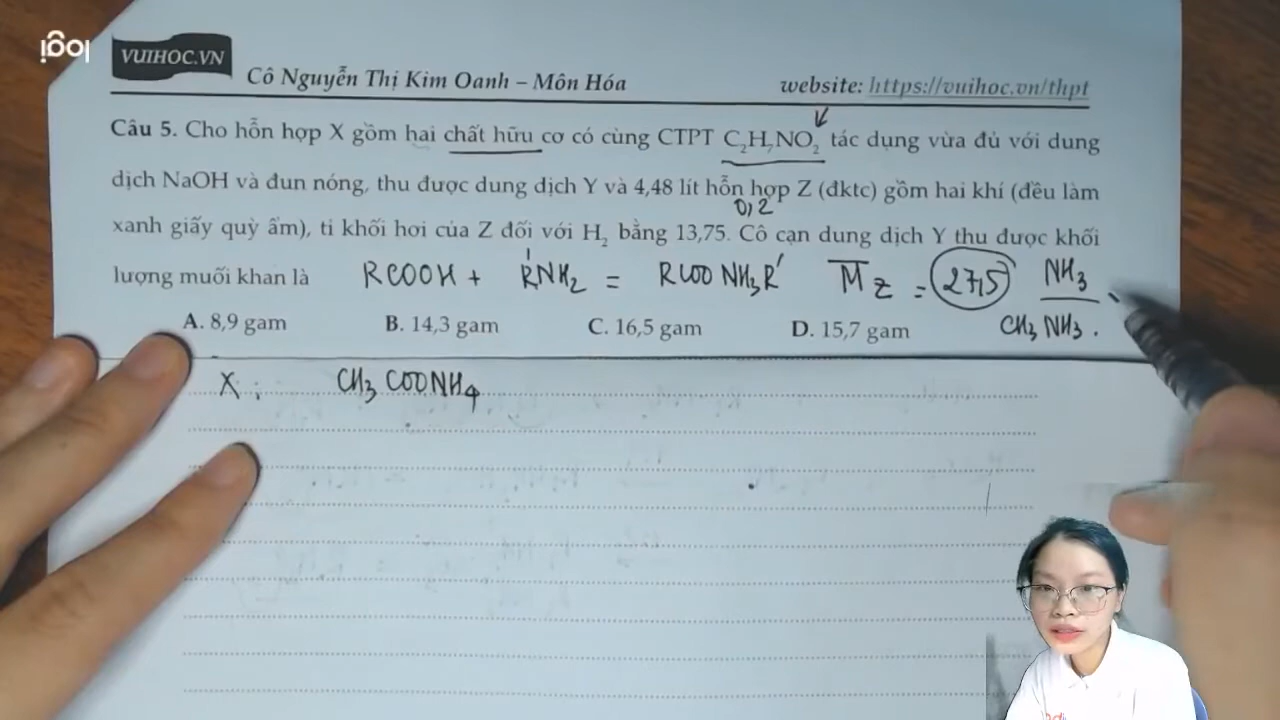 logi
VUIHOC.VN
Cô Nguyễn Thị Kim Oanh – Môn Hóa
website: https://vuihoc.vn/thpt
Câu 5. Cho hỗn hợp X gồm hai chất hữu cơ có cùng CTPT C₂H₇NO₂ tác dụng vừa đủ với dung
dịch NaOH và đun nóng, thu được dung dịch Y và 4,48 lít hỗn hợp Z (đktc) gồm hai khí (đều làm
0,2
xanh giấy quỳ ẩm), tỉ khối hơi của Z đối với H₂ bằng 13,75. Cô cạn dung dịch Y thu được khối
lượng muối khan là
RCOOH + R'NH₂ = RCOONH₃R'
M̅ z = 27,5
NH₃
CH₃NH₃.
A. 8,9 gam B. 14,3 gam C. 16,5 gam D. 15,7 gam
X: CH₃COONH₄